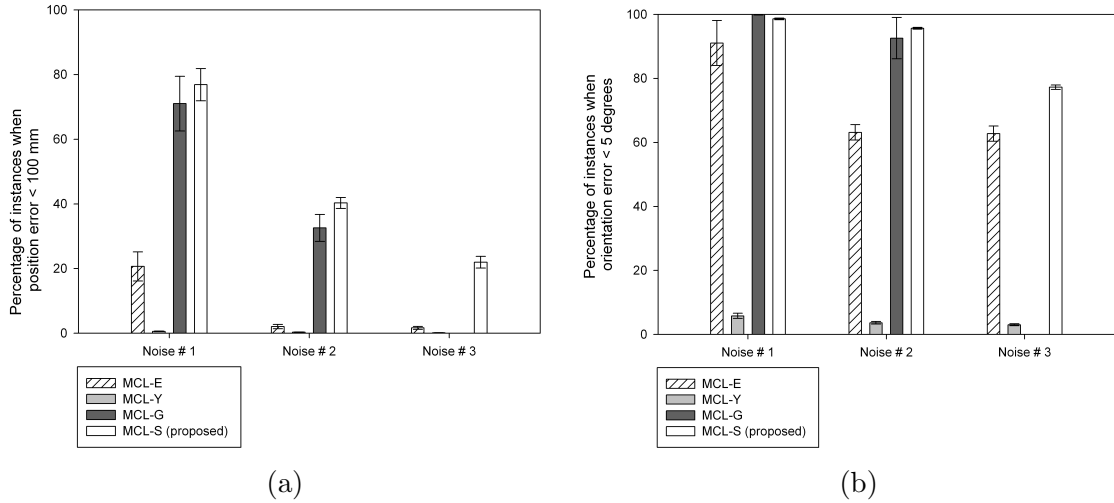 100
80
60
40
20
0
Percentage of instances when
position error < 100 mm
Noise # 1
Noise # 2
Noise # 3
MCL-E
MCL-Y
MCL-G
MCL-S (proposed)
(a)
100
80
60
40
20
0
Percentage of instances when
orientation error < 5 degrees
Noise # 1
Noise # 2
Noise # 3
MCL-E
MCL-Y
MCL-G
MCL-S (proposed)
(b)